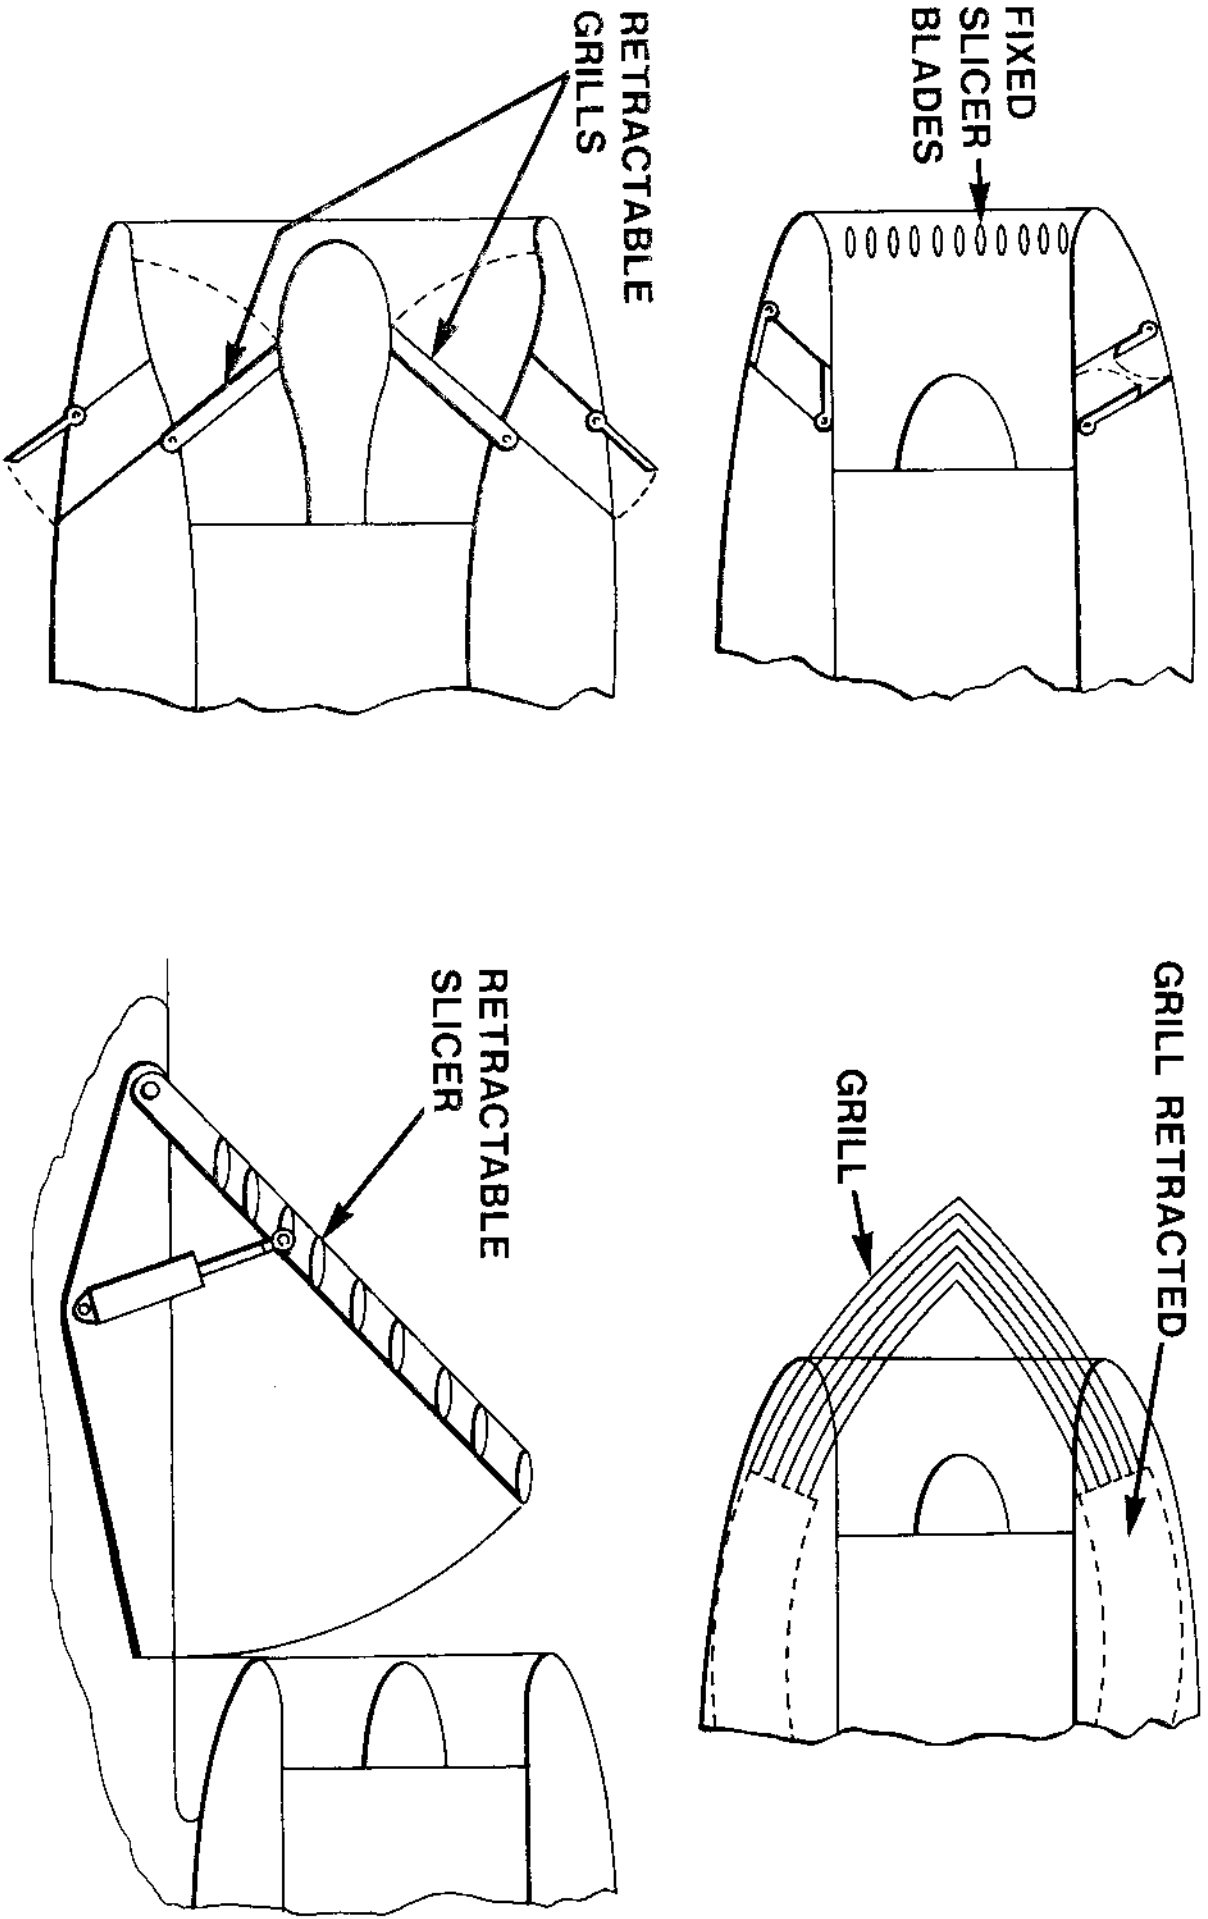 FIXED
SLICER
BLADES
RETRACTABLE
GRILLS
GRILL RETRACTED
GRILL
RETRACTABLE
SLICER